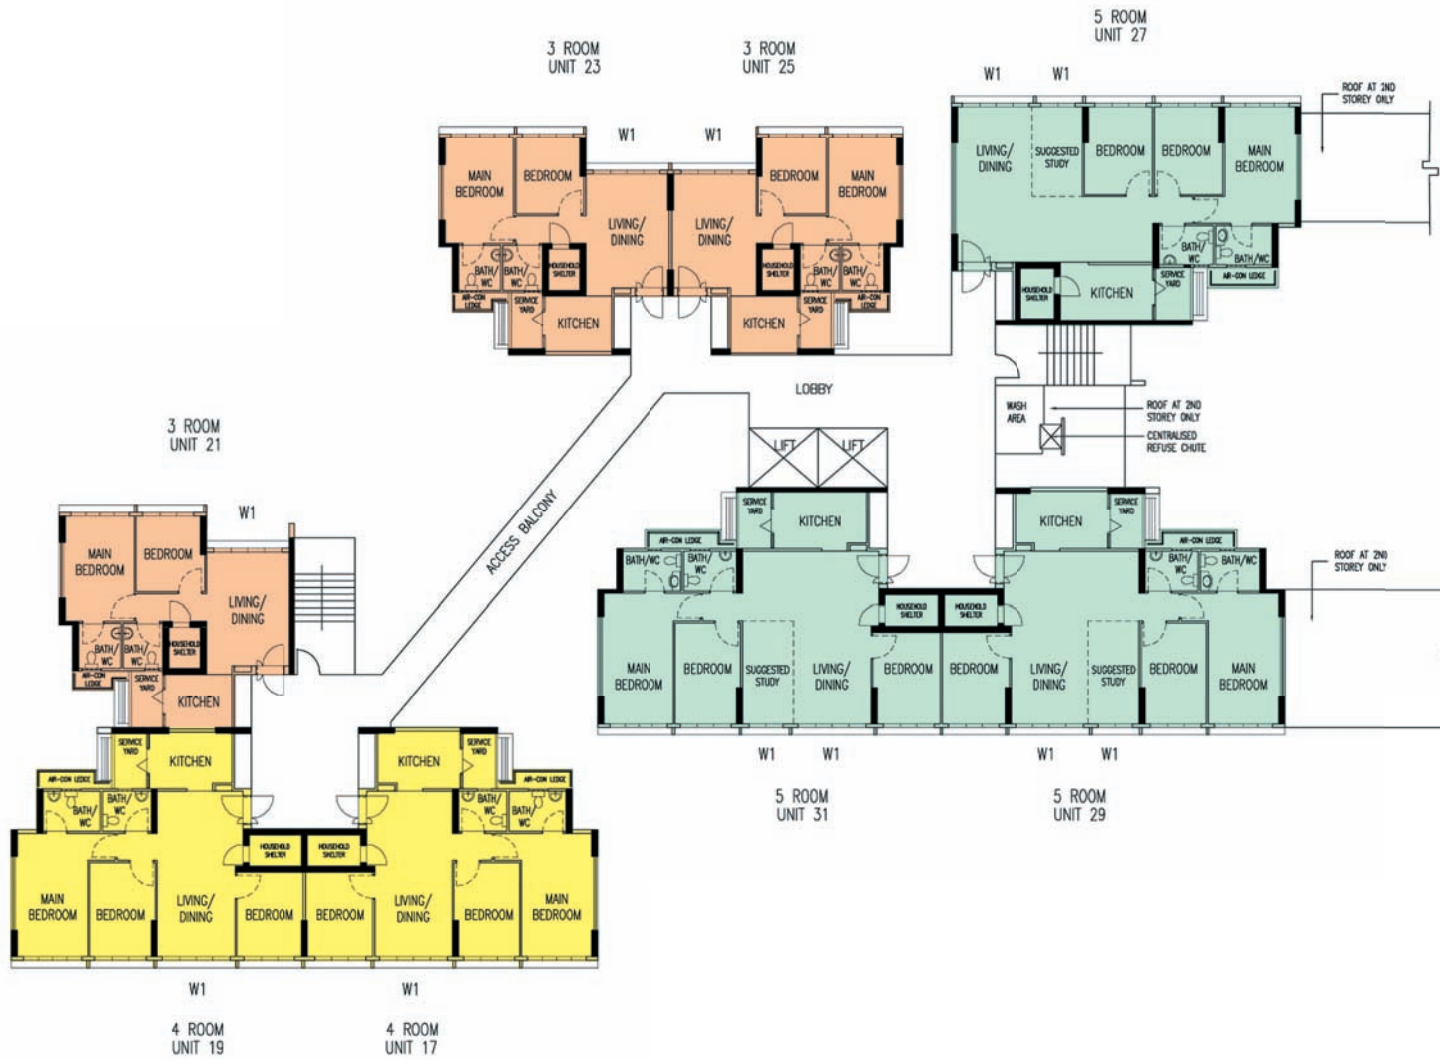 5 ROOM
UNIT 27
3 ROOM
UNIT 23
3 ROOM
UNIT 25
W1
W1
ROOF AT 2ND
STOREY ONLY
W1
W1
LIVING/
DINING
SUGGESTED
STUDY
BEDROOM
BEDROOM
MAIN
BEDROOM
BATH/
WC
BATH/WC
AIR-CON LEDGE
HOUSEHOLD
SHELTER
KITCHEN
SERVICE
YARD
MAIN
BEDROOM
BEDROOM
LIVING/
DINING
HOUSEHOLD
SHELTER
BATH/
WC
BATH/
WC
AIR-CON
LEDGE
SERVICE
YARD
KITCHEN
LIVING/
DINING
BEDROOM
MAIN
BEDROOM
HOUSEHOLD
SHELTER
BATH/
WC
BATH/
WC
AIR-CON
LEDGE
SERVICE
YARD
KITCHEN
LOBBY
WASH
AREA
ROOF AT 2ND
STOREY ONLY
CENTRALISED
REFUSE CHUTE
LIFT
LIFT
ACCESS BALCONY
3 ROOM
UNIT 21
W1
MAIN
BEDROOM
BEDROOM
LIVING/
DINING
HOUSEHOLD
SHELTER
BATH/
WC
BATH/
WC
AIR-CON
LEDGE
SERVICE
YARD
KITCHEN
SERVICE
YARD
KITCHEN
AIR-CON LEDGE
BATH/WC
BATH/
WC
HOUSEHOLD
SHELTER
MAIN
BEDROOM
BEDROOM
SUGGESTED
STUDY
LIVING/
DINING
BEDROOM
W1
W1
5 ROOM
UNIT 31
KITCHEN
SERVICE
YARD
AIR-CON LEDGE
BATH/
WC
BATH/WC
ROOF AT 2ND
STOREY ONLY
HOUSEHOLD
SHELTER
BEDROOM
LIVING/
DINING
SUGGESTED
STUDY
BEDROOM
MAIN
BEDROOM
W1
W1
5 ROOM
UNIT 29
SERVICE
YARD
KITCHEN
AIR-CON LEDGE
BATH/
WC
BATH/
WC
HOUSEHOLD
SHELTER
MAIN
BEDROOM
BEDROOM
LIVING/
DINING
BEDROOM
W1
4 ROOM
UNIT 19
KITCHEN
SERVICE
YARD
AIR-CON LEDGE
BATH/
WC
BATH/
WC
HOUSEHOLD
SHELTER
BEDROOM
LIVING/
DINING
BEDROOM
MAIN
BEDROOM
W1
4 ROOM
UNIT 17